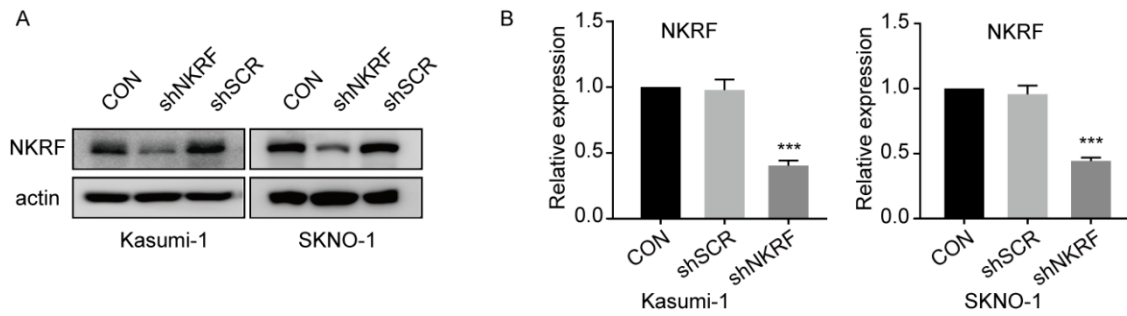 A
CON shNKRF shSCR CON shNKRF shSCR
NKRF
actin
Kasumi-1 SKNO-1
B
NKRF
Relative expression
1.5
1.0
0.5
0.0
***
CON shSCR shNKRF
Kasumi-1
NKRF
Relative expression
1.5
1.0
0.5
0.0
***
CON shSCR shNKRF
SKNO-1